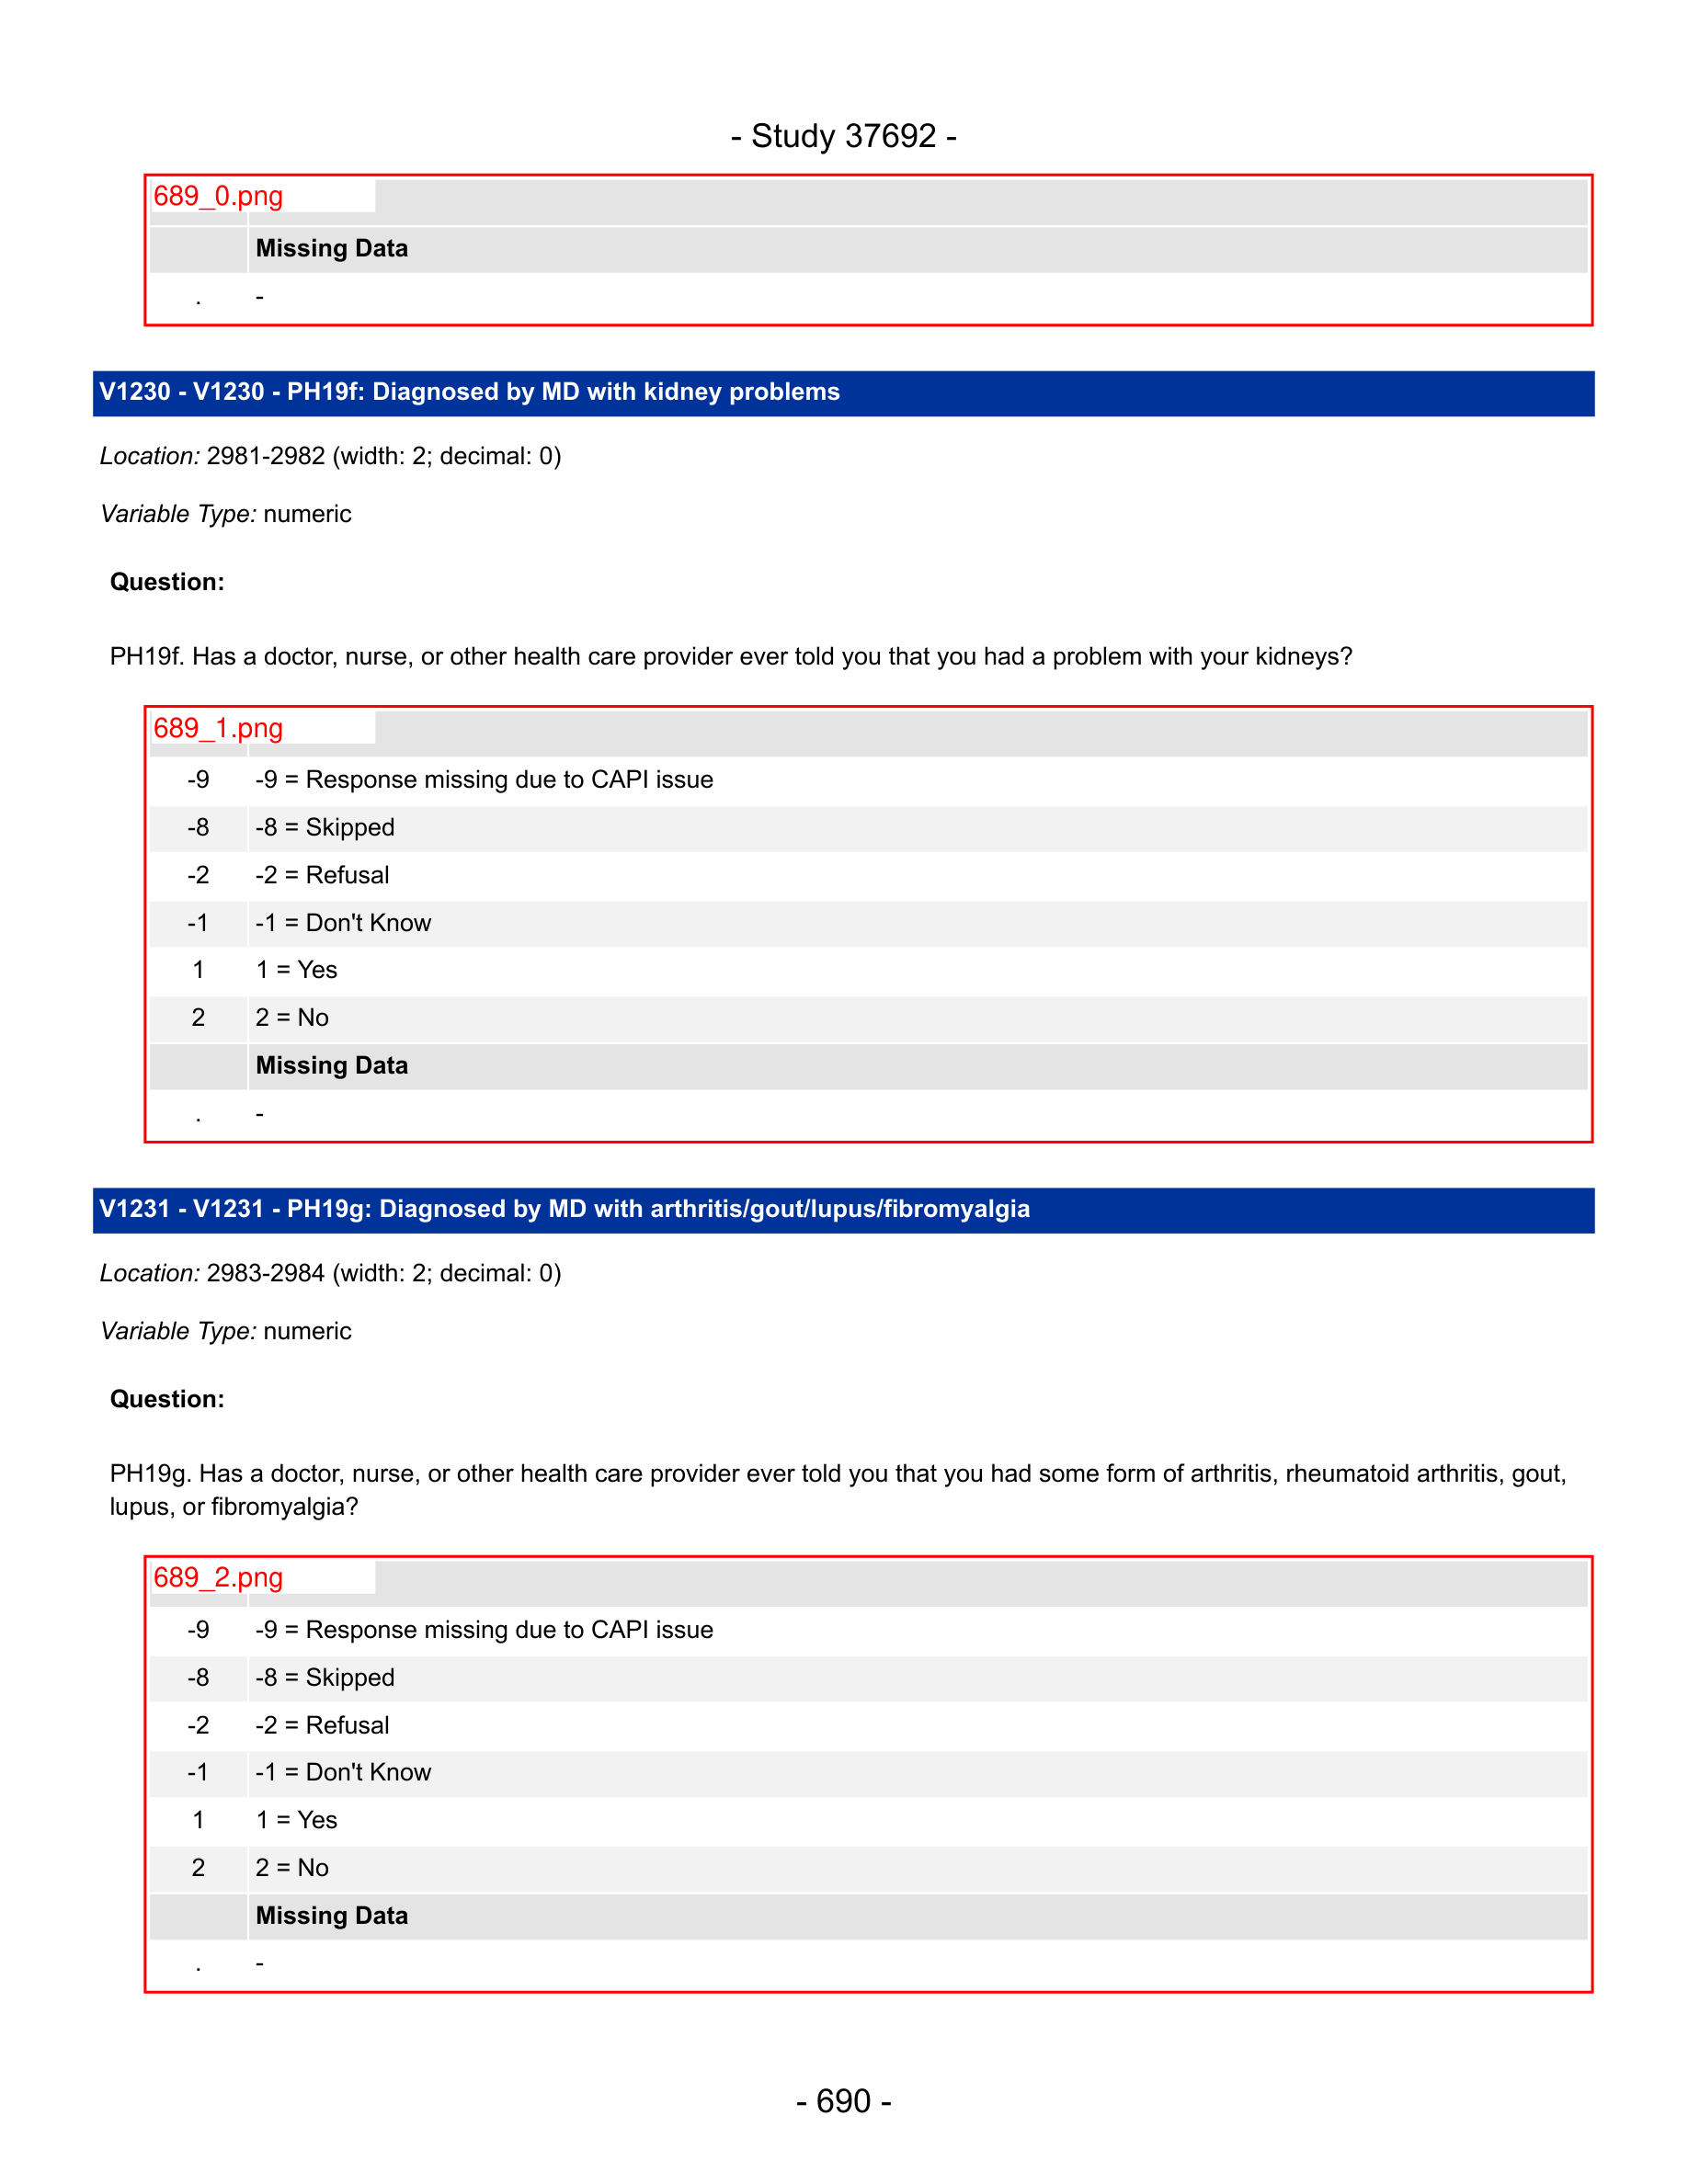 - Study 37692 -
689_0.png
Missing Data
. -
V1230 - V1230 - PH19f: Diagnosed by MD with kidney problems
Location: 2981-2982 (width: 2; decimal: 0)
Variable Type: numeric
Question:
PH19f. Has a doctor, nurse, or other health care provider ever told you that you had a problem with your kidneys?
689_1.png
-9 -9 = Response missing due to CAPI issue
-8 -8 = Skipped
-2 -2 = Refusal
-1 -1 = Don't Know
1 1 = Yes
2 2 = No
Missing Data
. -
V1231 - V1231 - PH19g: Diagnosed by MD with arthritis/gout/lupus/fibromyalgia
Location: 2983-2984 (width: 2; decimal: 0)
Variable Type: numeric
Question:
PH19g. Has a doctor, nurse, or other health care provider ever told you that you had some form of arthritis, rheumatoid arthritis, gout,
lupus, or fibromyalgia?
689_2.png
-9 -9 = Response missing due to CAPI issue
-8 -8 = Skipped
-2 -2 = Refusal
-1 -1 = Don't Know
1 1 = Yes
2 2 = No
Missing Data
. -
- 690 -